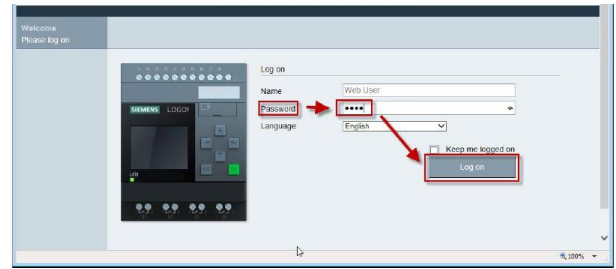 Welcome
Please log on
Log on
Name Web User
SIEMENS LOGO!
Password ••••
Language English
Keep me logged on
Log on
100%